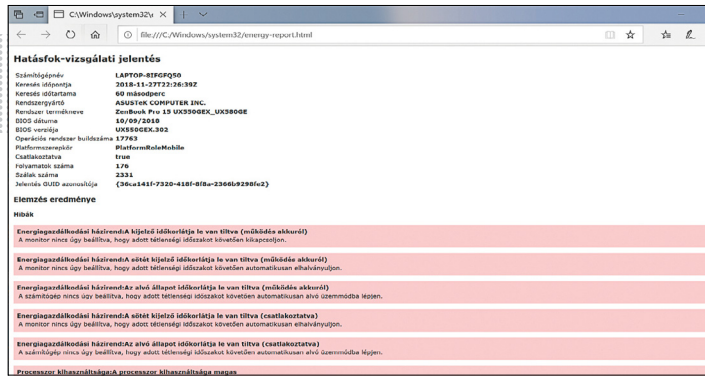 C:\Windows\system32\
file:///C:/Windows/system32/energy-report.html
Hatásfok-vizsgálati jelentés
Számítógépnév LAPTOP-8IFGFQ50
Keresés időpontja 2018-11-27T22:26:39Z
Keresés időtartama 60 másodperc
Rendszergyártó ASUSTeK COMPUTER INC.
Rendszer termékneve ZenBook Pro 15 UX550GEX_UX580GE
BIOS dátuma 10/09/2018
BIOS verziója UX550GEX.302
Operációs rendszer buildszáma 17763
Platformszerepkör PlatformRoleMobile
Csatlakoztatva true
Folyamatok száma 176
Szálak száma 2331
Jelentés GUID azonosítója {36ca141f-7320-418f-8f8a-2366b9298fe2}
Elemzés eredménye
Hibák
Energiagazdálkodási házirend:A kijelző időkorlátja le van tiltva (működés akkuról)
A monitor nincs úgy beállítva, hogy adott tétlenségi időszakot követően kikapcsoljon.
Energiagazdálkodási házirend:A sötét kijelző időkorlátja le van tiltva (működés akkuról)
A monitor nincs úgy beállítva, hogy adott tétlenségi időszakot követően automatikusan elhalványuljon.
Energiagazdálkodási házirend:Az alvó állapot időkorlátja le van tiltva (működés akkuról)
A számítógép nincs úgy beállítva, hogy adott tétlenségi időszakot követően automatikusan alvó üzemmódba lépjen.
Energiagazdálkodási házirend:A sötét kijelző időkorlátja le van tiltva (csatlakoztatva)
A monitor nincs úgy beállítva, hogy adott tétlenségi időszakot követően automatikusan elhalványuljon.
Energiagazdálkodási házirend:Az alvó állapot időkorlátja le van tiltva (csatlakoztatva)
A számítógép nincs úgy beállítva, hogy adott tétlenségi időszakot követően automatikusan alvó üzemmódba lépjen.
Processzor kihasználtsága:A processzor kihasználtsága magas